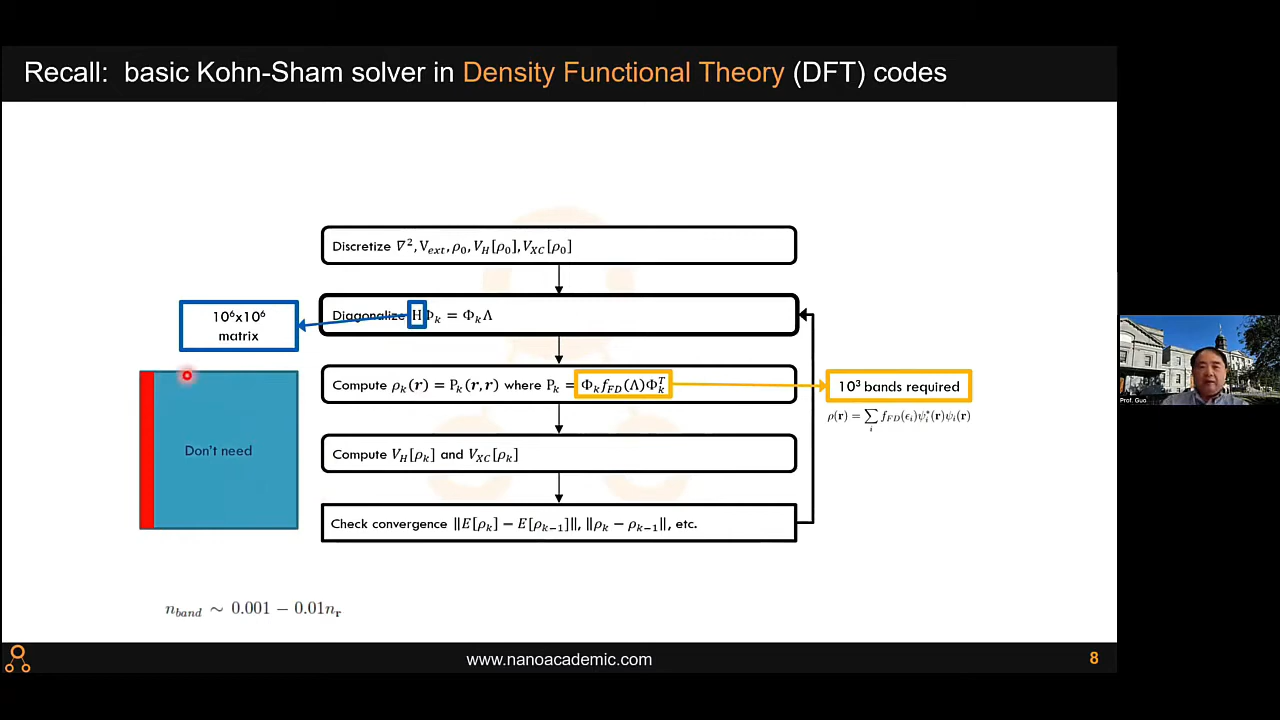 Recall: basic Kohn-Sham solver in Density Functional Theory (DFT) codes
Discretize ∇², V_ext, ρ₀, V_H[ρ₀], V_XC[ρ₀]
10⁶x10⁶
matrix
Diagonalize HΦ_k = Φ_kΛ
Compute ρ_k(r) = P_k(r, r) where P_k = Φ_k f_FD(Λ)Φ_k^T
10³ bands required
ρ(r) = ∑_i f_FD(ϵ_i)ψ_i^*(r)ψ_i(r)
Don't need
Compute V_H[ρ_k] and V_XC[ρ_k]
Check convergence ‖E[ρ_k] − E[ρ_{k−1}]‖, ‖ρ_k − ρ_{k−1}‖, etc.
n_band ∼ 0.001 − 0.01n_r
www.nanoacademic.com
8
Prof. Guo